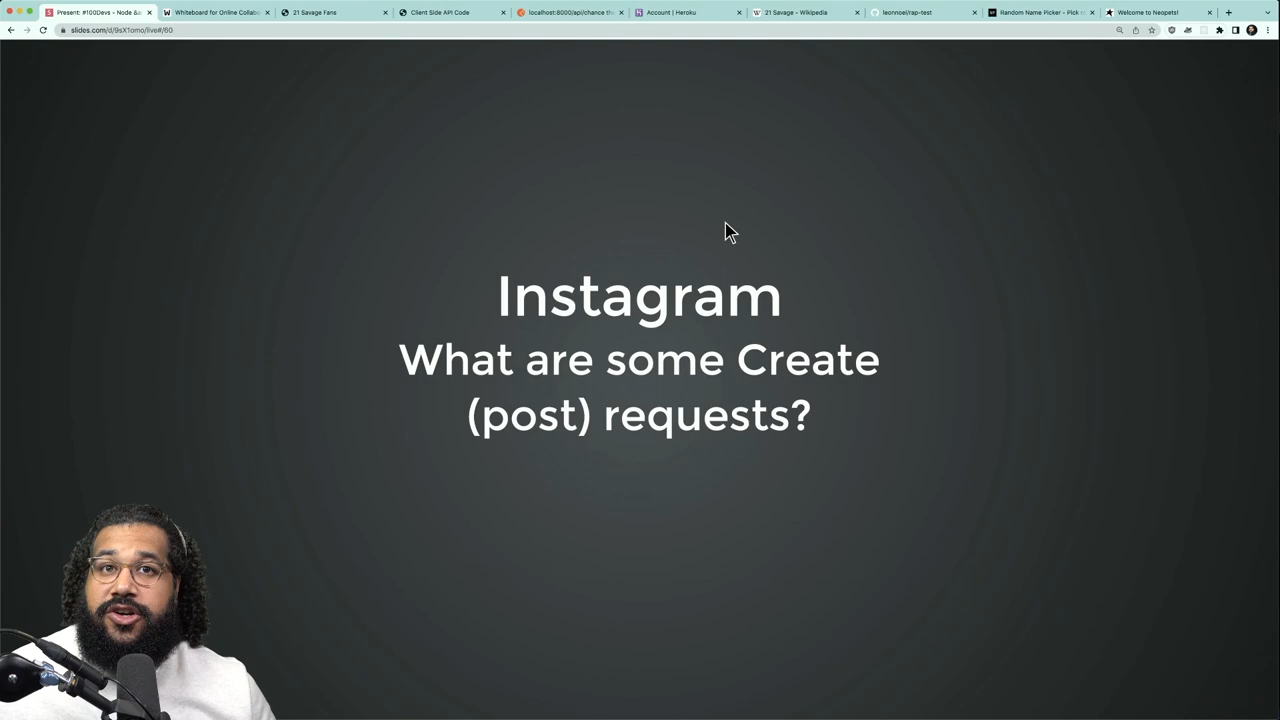 Present: #100Devs - Node &a
Whiteboard for Online Collabo
21 Savage Fans
Client Side API Code
localhost:8000/api/chance th
Account | Heroku
21 Savage - Wikipedia
leonnoel/rap-test
Random Name Picker - Pick r
Welcome to Neopets!
slides.com/d/9sX1omo/live#/60
Instagram
What are some Create
(post) requests?